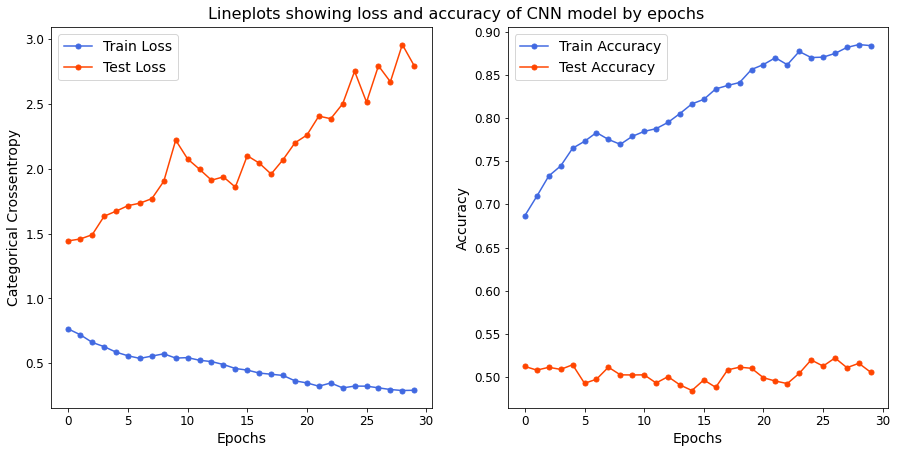 Lineplots showing loss and accuracy of CNN model by epochs
Train Loss
Test Loss
3.0
2.5
2.0
1.5
1.0
0.5
Categorical Crossentropy
0 5 10 15 20 25 30
Epochs
Train Accuracy
Test Accuracy
0.90
0.85
0.80
0.75
0.70
0.65
0.60
0.55
0.50
Accuracy
0 5 10 15 20 25 30
Epochs